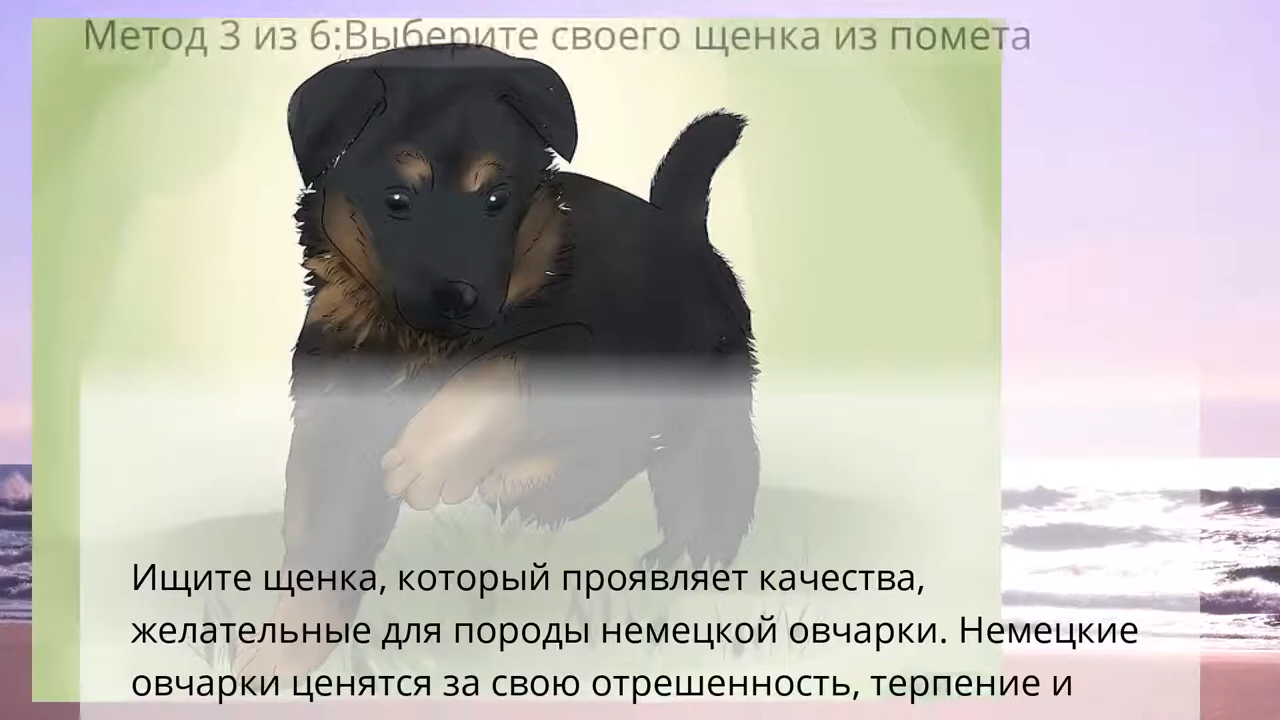 Метод 3 из 6:Выберите своего щенка из помета
Ищите щенка, который проявляет качества,
желательные для породы немецкой овчарки. Немецкие
овчарки ценятся за свою отрешенность, терпение и